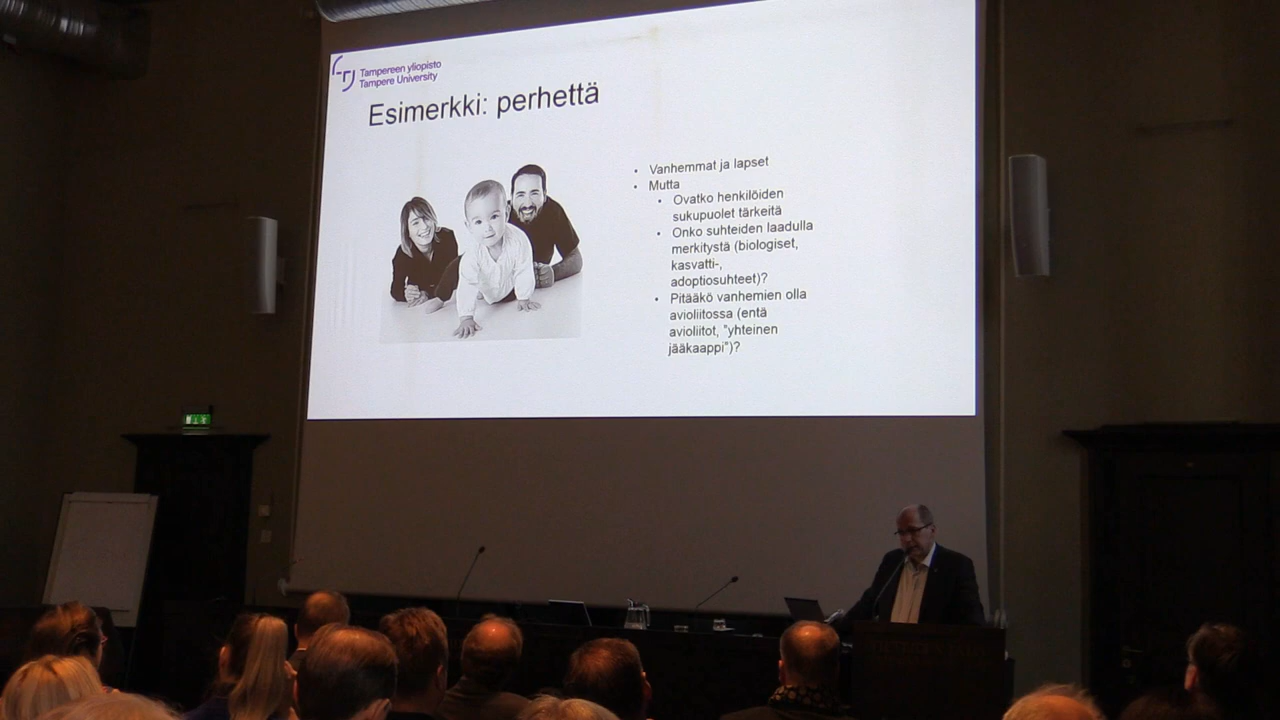 Tampereen yliopisto
Tampere University
Esimerkki: perhettä
• Vanhemmat ja lapset
• Mutta
• Ovatko henkilöiden
sukupuolet tärkeitä
• Onko suhteiden laadulla
merkitystä (biologiset,
kasvatti-,
adoptiosuhteet)?
• Pitääkö vanhemien olla
avioliitossa (entä
avioliitot, "yhteinen
jääkaappi")?